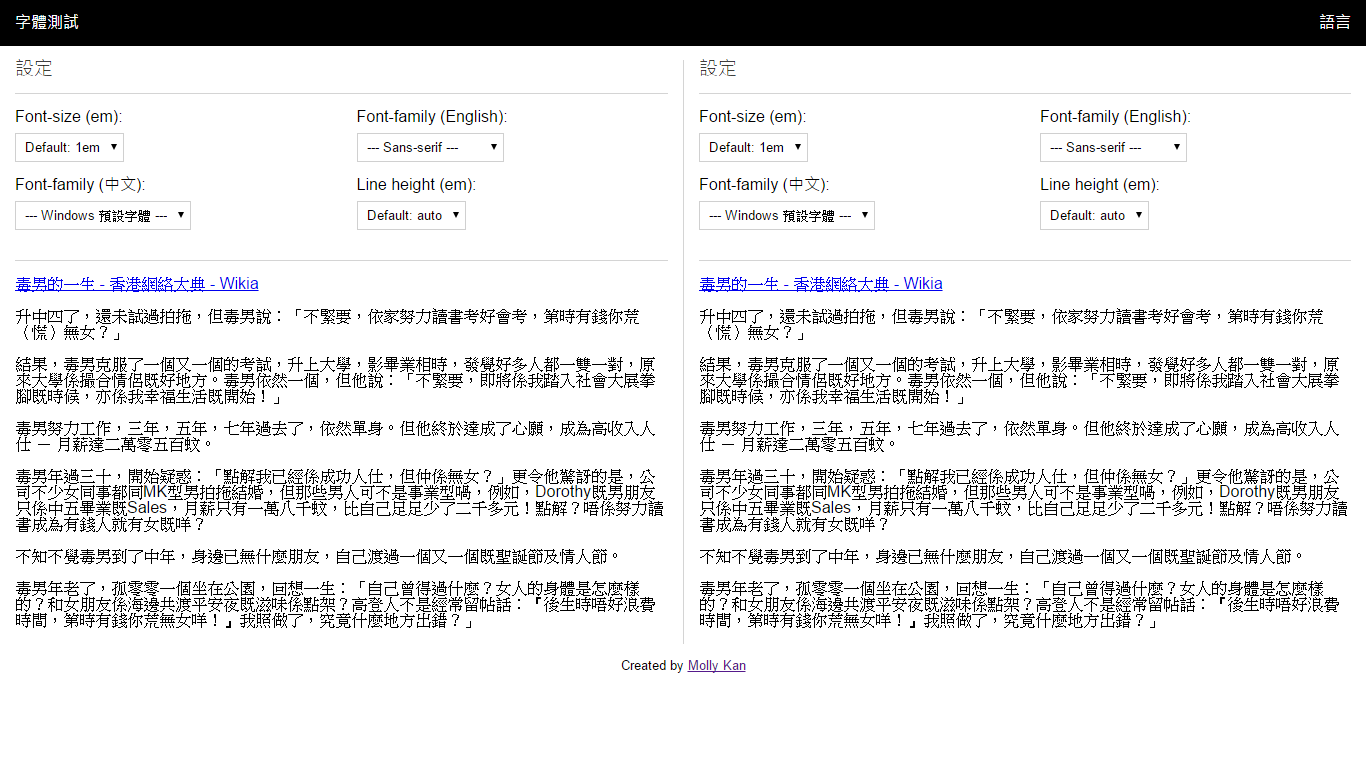 字體測試
語言
設定
Font-size (em):
Font-family (English):
Default: 1em
--- Sans-serif ---
Font-family (中文):
Line height (em):
--- Windows 預設字體 ---
Default: auto
毒男的一生 - 香港網絡大典 - Wikia
升中四了，還未試過拍拖，但毒男說：「不緊要，依家努力讀書考好會考，第時有錢你荒
（慌）無女？」
結果，毒男克服了一個又一個的考試，升上大學，影畢業相時，發覺好多人都一雙一對，原
來大學係撮合情侶既好地方。毒男依然一個，但他說：「不緊要，即將係我踏入社會大展拳
腳既時候，亦係我幸福生活既開始！」
毒男努力工作，三年，五年，七年過去了，依然單身。但他終於達成了心願，成為高收入人
仕 — 月薪達二萬零五百蚊。
毒男年過三十，開始疑惑：「點解我已經係成功人仕，但仲係無女？」更令他驚訝的是，公
司不少女同事都同MK型男拍拖結婚，但那些男人可不是事業型喎，例如，Dorothy既男朋友
只係中五畢業既Sales，月薪只有一萬八千蚊，比自己足足少了二千多元！點解？唔係努力讀
書成為有錢人就有女既咩？
不知不覺毒男到了中年，身邊已無什麼朋友，自己渡過一個又一個既聖誕節及情人節。
毒男年老了，孤零零一個坐在公園，回想一生：「自己曾得過什麼？女人的身體是怎麼樣
的？和女朋友係海邊共渡平安夜既滋味係點架？高登人不是經常留帖話：『後生時唔好浪費
時間，第時有錢你荒無女咩！』我照做了，究竟什麼地方出錯？」
設定
Font-size (em):
Font-family (English):
Default: 1em
--- Sans-serif ---
Font-family (中文):
Line height (em):
--- Windows 預設字體 ---
Default: auto
毒男的一生 - 香港網絡大典 - Wikia
升中四了，還未試過拍拖，但毒男說：「不緊要，依家努力讀書考好會考，第時有錢你荒
（慌）無女？」
結果，毒男克服了一個又一個的考試，升上大學，影畢業相時，發覺好多人都一雙一對，原
來大學係撮合情侶既好地方。毒男依然一個，但他說：「不緊要，即將係我踏入社會大展拳
腳既時候，亦係我幸福生活既開始！」
毒男努力工作，三年，五年，七年過去了，依然單身。但他終於達成了心願，成為高收入人
仕 — 月薪達二萬零五百蚊。
毒男年過三十，開始疑惑：「點解我已經係成功人仕，但仲係無女？」更令他驚訝的是，公
司不少女同事都同MK型男拍拖結婚，但那些男人可不是事業型喎，例如，Dorothy既男朋友
只係中五畢業既Sales，月薪只有一萬八千蚊，比自己足足少了二千多元！點解？唔係努力讀
書成為有錢人就有女既咩？
不知不覺毒男到了中年，身邊已無什麼朋友，自己渡過一個又一個既聖誕節及情人節。
毒男年老了，孤零零一個坐在公園，回想一生：「自己曾得過什麼？女人的身體是怎麼樣
的？和女朋友係海邊共渡平安夜既滋味係點架？高登人不是經常留帖話：『後生時唔好浪費
時間，第時有錢你荒無女咩！』我照做了，究竟什麼地方出錯？」
Created by Molly Kan